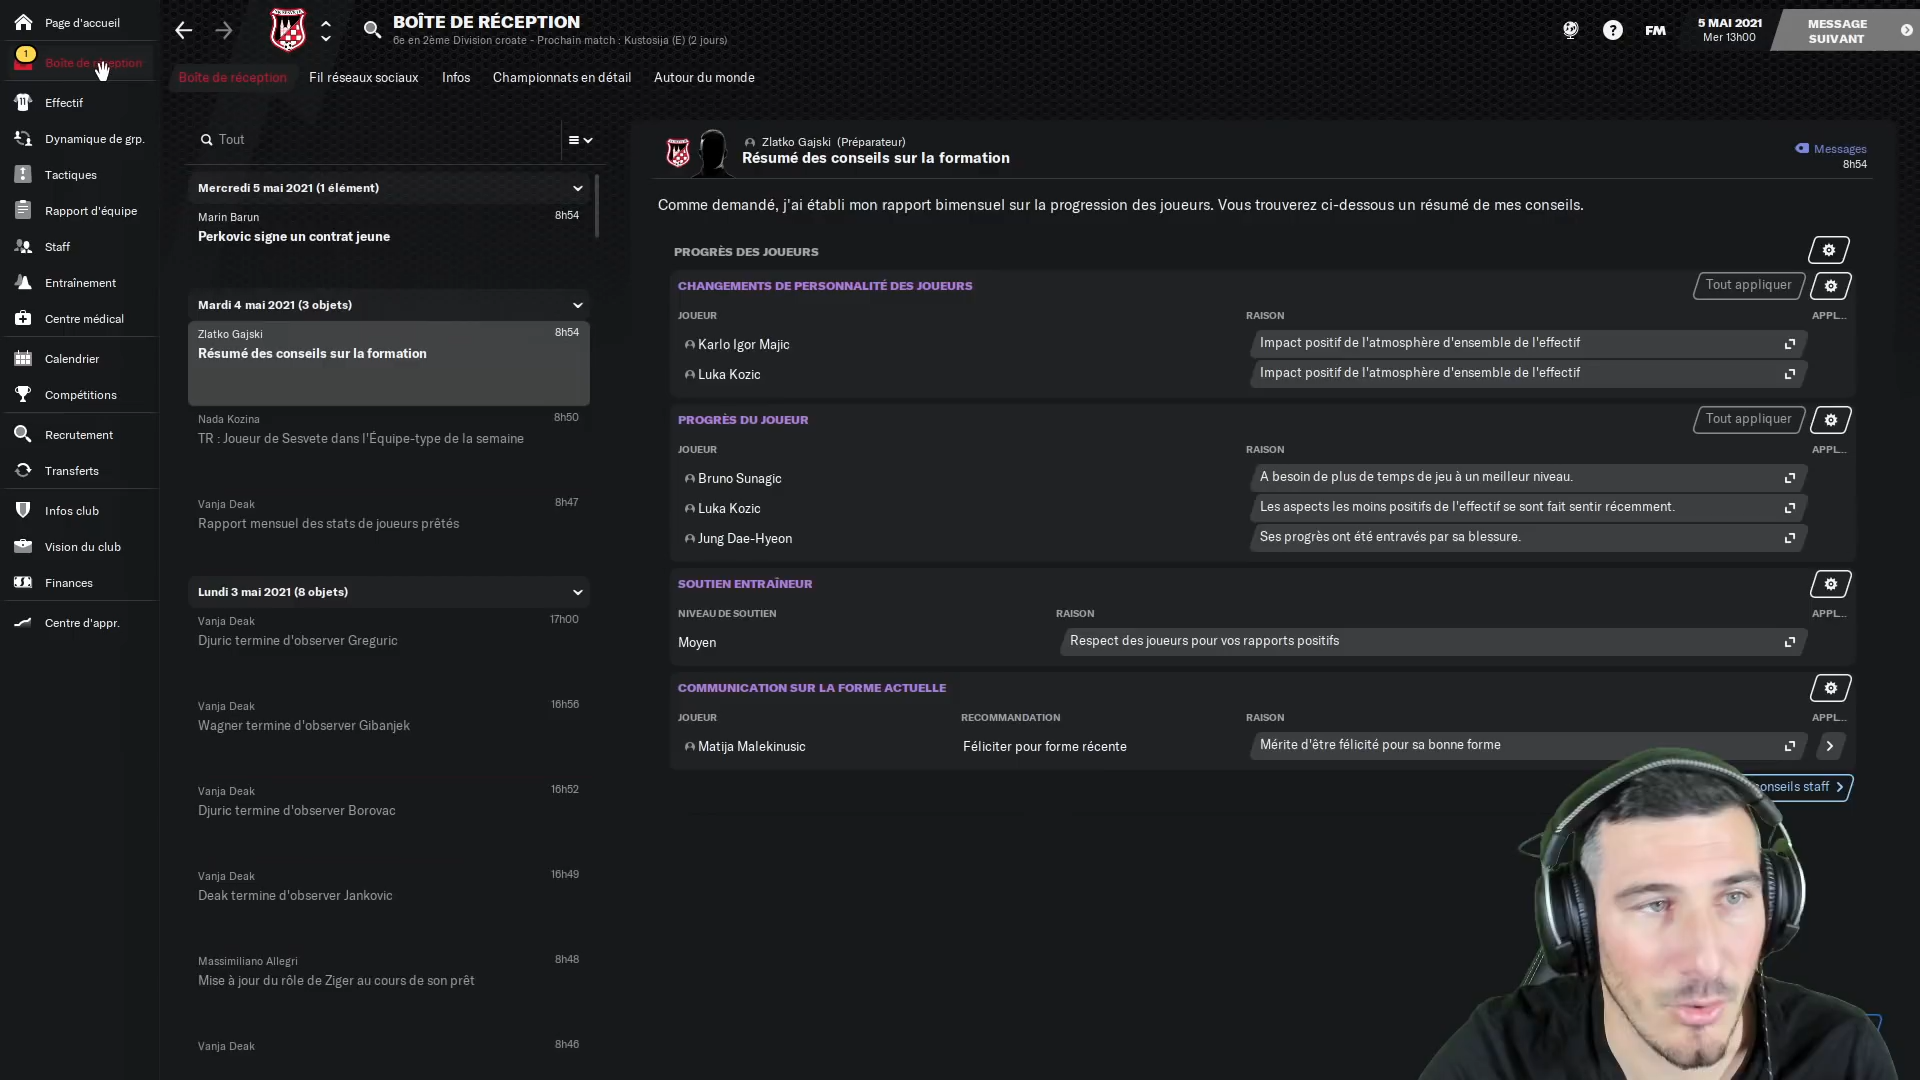 Page d'accueil
1
Boîte de réception
Effectif
Dynamique de grp.
Tactiques
Rapport d'équipe
Staff
Entraînement
Centre médical
Calendrier
Compétitions
Recrutement
Transferts
Infos club
Vision du club
Finances
Centre d'appr.
BOÎTE DE RÉCEPTION
6e en 2ème Division croate - Prochain match : Kustosija (E) (2 jours)
FM
5 MAI 2021
Mer 13h00
MESSAGE
SUIVANT
Boîte de réception
Fil réseaux sociaux
Infos
Championnats en détail
Autour du monde
Tout
Mercredi 5 mai 2021 (1 élément)
Marin Barun 8h54
Perkovic signe un contrat jeune
Mardi 4 mai 2021 (3 objets)
Zlatko Gajski 8h54
Résumé des conseils sur la formation
Nada Kozina 8h50
TR : Joueur de Sesvete dans l'Équipe-type de la semaine
Vanja Deak 8h47
Rapport mensuel des stats de joueurs prêtés
Lundi 3 mai 2021 (8 objets)
Vanja Deak 17h00
Djuric termine d'observer Greguric
Vanja Deak 16h56
Wagner termine d'observer Gibanjek
Vanja Deak 16h52
Djuric termine d'observer Borovac
Vanja Deak 16h49
Deak termine d'observer Jankovic
Massimiliano Allegri 8h48
Mise à jour du rôle de Ziger au cours de son prêt
Vanja Deak 8h46
Zlatko Gajski (Préparateur)
Résumé des conseils sur la formation
Messages
8h54
Comme demandé, j'ai établi mon rapport bimensuel sur la progression des joueurs. Vous trouverez ci-dessous un résumé de mes conseils.
PROGRÈS DES JOUEURS
CHANGEMENTS DE PERSONNALITÉ DES JOUEURS Tout appliquer
JOUEUR RAISON APPL...
Karlo Igor Majic Impact positif de l'atmosphère d'ensemble de l'effectif
Luka Kozic Impact positif de l'atmosphère d'ensemble de l'effectif
PROGRÈS DU JOUEUR Tout appliquer
JOUEUR RAISON APPL...
Bruno Sunagic A besoin de plus de temps de jeu à un meilleur niveau.
Luka Kozic Les aspects les moins positifs de l'effectif se sont fait sentir récemment.
Jung Dae-Hyeon Ses progrès ont été entravés par sa blessure.
SOUTIEN ENTRAÎNEUR
NIVEAU DE SOUTIEN RAISON APPL...
Moyen Respect des joueurs pour vos rapports positifs
COMMUNICATION SUR LA FORME ACTUELLE
JOUEUR RECOMMANDATION RAISON APPL...
Matija Malekinusic Féliciter pour forme récente Mérite d'être félicité pour sa bonne forme
conseils staff